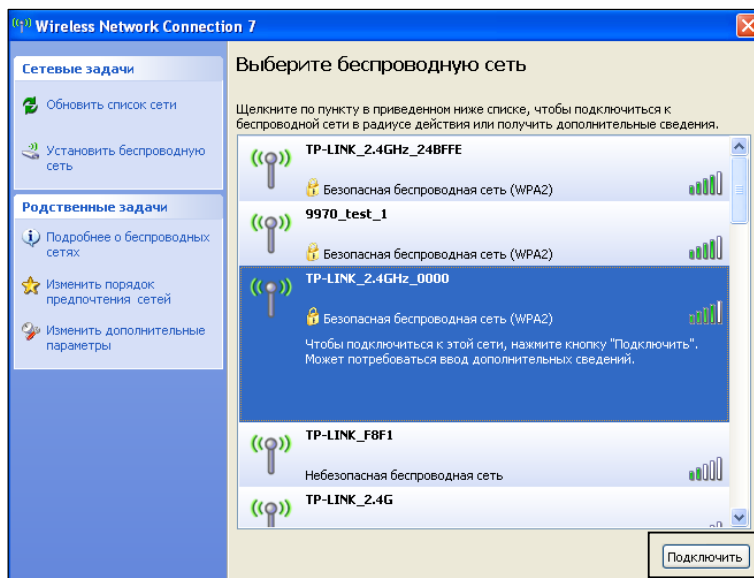 Wireless Network Connection 7
Сетевые задачи
Обновить список сети
Установить беспроводную
сеть
Родственные задачи
Подробнее о беспроводных
сетях
Изменить порядок
предпочтения сетей
Изменить дополнительные
параметры
Выберите беспроводную сеть
Щелкните по пункту в приведенном ниже списке, чтобы подключиться к
беспроводной сети в радиусе действия или получить дополнительные сведения.
TP-LINK_2.4GHz_24BFFE
Безопасная беспроводная сеть (WPA2)
9970_test_1
Безопасная беспроводная сеть (WPA2)
TP-LINK_2.4GHz_0000
Безопасная беспроводная сеть (WPA2)
Чтобы подключиться к этой сети, нажмите кнопку "Подключить".
Может потребоваться ввод дополнительных сведений.
TP-LINK_F8F1
Небезопасная беспроводная сеть
TP-LINK_2.4G
Подключить